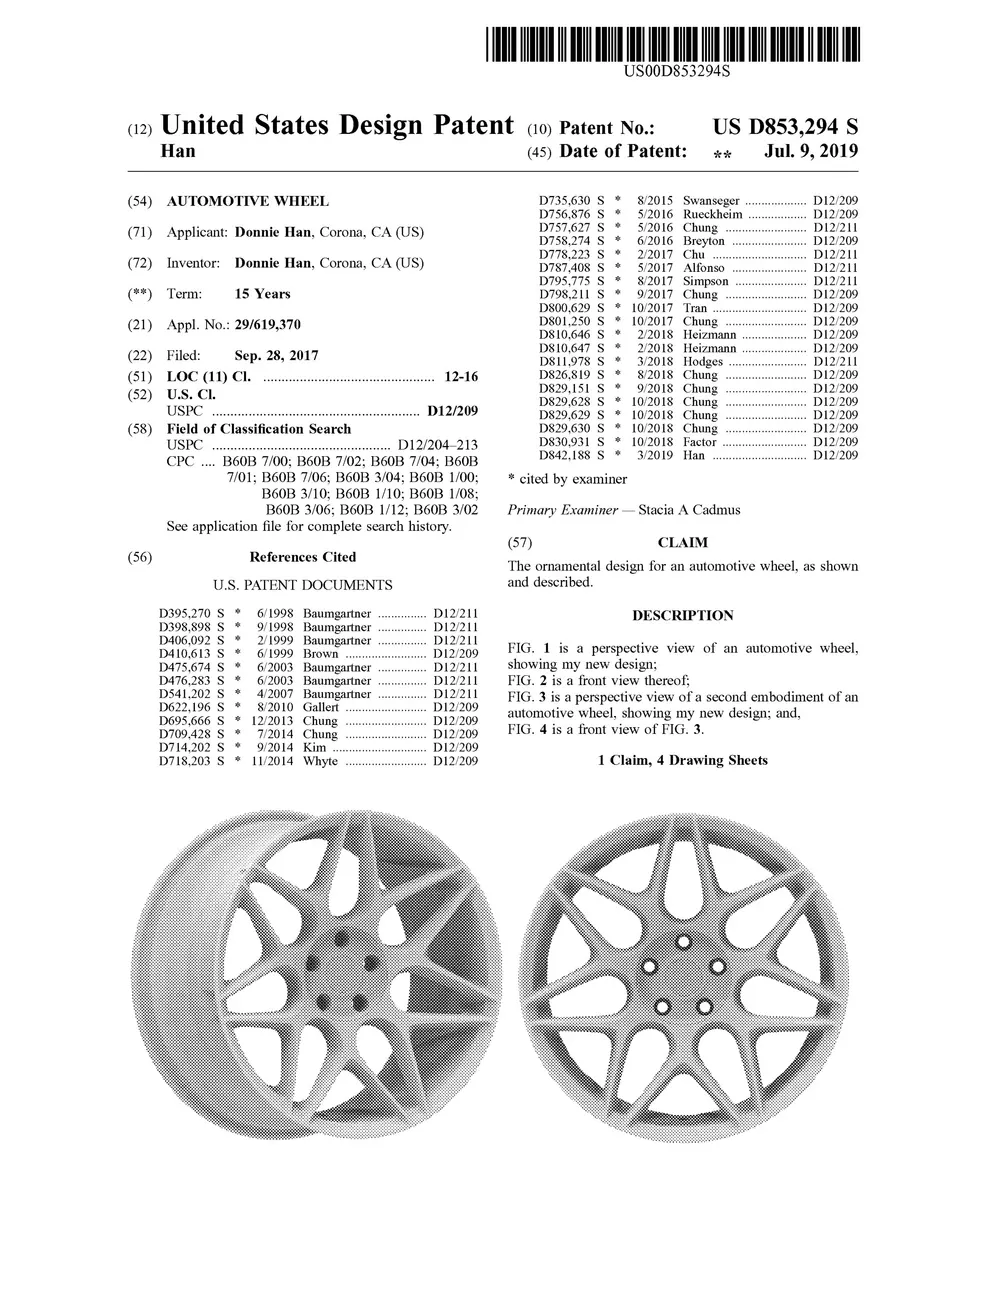 US00D853294S
(12) United States Design Patent
Han
(10) Patent No.: US D853,294 S
(45) Date of Patent: ** Jul. 9, 2019
(54) AUTOMOTIVE WHEEL
(71) Applicant: Donnie Han, Corona, CA (US)
(72) Inventor: Donnie Han, Corona, CA (US)
(**) Term: 15 Years
(21) Appl. No.: 29/619,370
(22) Filed: Sep. 28, 2017
(51) LOC (11) Cl. .............................................. 12-16
(52) U.S. Cl.
USPC ........................................................ D12/209
(58) Field of Classification Search
USPC ................................................ D12/204–213
CPC .... B60B 7/00; B60B 7/02; B60B 7/04; B60B
7/01; B60B 7/06; B60B 3/04; B60B 1/00;
B60B 3/10; B60B 1/10; B60B 1/08;
B60B 3/06; B60B 1/12; B60B 3/02
See application file for complete search history.
(56) References Cited
U.S. PATENT DOCUMENTS
D395,270 S * 6/1998 Baumgartner ............... D12/211
D398,898 S * 9/1998 Baumgartner ............... D12/211
D406,092 S * 2/1999 Baumgartner ............... D12/211
D410,613 S * 6/1999 Brown ......................... D12/209
D475,674 S * 6/2003 Baumgartner ............... D12/211
D476,283 S * 6/2003 Baumgartner ............... D12/211
D541,202 S * 4/2007 Baumgartner ............... D12/211
D622,196 S * 8/2010 Gallert ......................... D12/209
D695,666 S * 12/2013 Chung ......................... D12/209
D709,428 S * 7/2014 Chung ......................... D12/209
D714,202 S * 9/2014 Kim ............................. D12/209
D718,203 S * 11/2014 Whyte ......................... D12/209
D735,630 S * 8/2015 Swanseger ................... D12/209
D756,876 S * 5/2016 Rueckheim .................. D12/209
D757,627 S * 5/2016 Chung ......................... D12/211
D758,274 S * 6/2016 Breyton ....................... D12/209
D778,223 S * 2/2017 Chu ............................. D12/211
D787,408 S * 5/2017 Alfonso ....................... D12/211
D795,775 S * 8/2017 Simpson ...................... D12/211
D798,211 S * 9/2017 Chung ......................... D12/209
D800,629 S * 10/2017 Tran ............................. D12/209
D801,250 S * 10/2017 Chung ......................... D12/209
D810,646 S * 2/2018 Heizmann .................... D12/209
D810,647 S * 2/2018 Heizmann .................... D12/209
D811,978 S * 3/2018 Hodges ........................ D12/211
D826,819 S * 8/2018 Chung ......................... D12/209
D829,151 S * 9/2018 Chung ......................... D12/209
D829,628 S * 10/2018 Chung ......................... D12/209
D829,629 S * 10/2018 Chung ......................... D12/209
D829,630 S * 10/2018 Chung ......................... D12/209
D830,931 S * 10/2018 Factor .......................... D12/209
D842,188 S * 3/2019 Han ............................. D12/209
* cited by examiner
Primary Examiner — Stacia A Cadmus
(57) CLAIM
The ornamental design for an automotive wheel, as shown
and described.
DESCRIPTION
FIG. 1 is a perspective view of an automotive wheel,
showing my new design;
FIG. 2 is a front view thereof;
FIG. 3 is a perspective view of a second embodiment of an
automotive wheel, showing my new design; and,
FIG. 4 is a front view of FIG. 3.
1 Claim, 4 Drawing Sheets